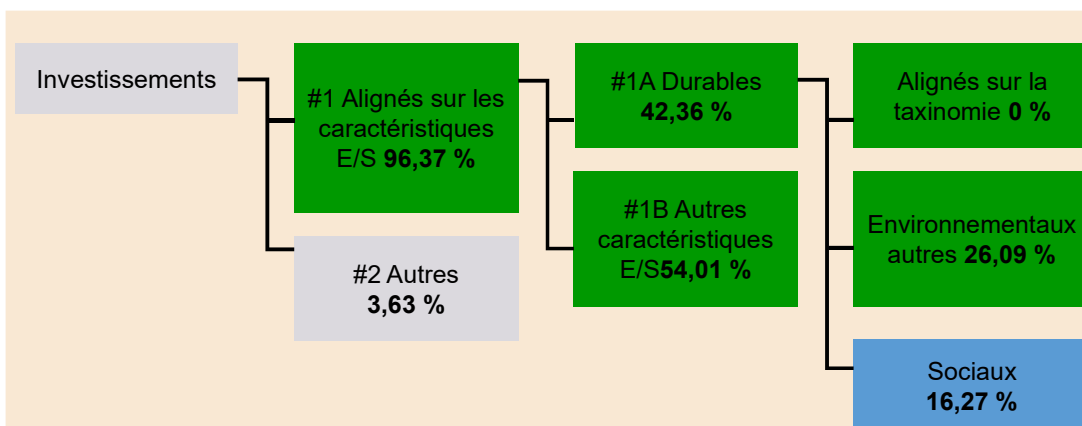 Investissements
#1 Alignés sur les
caractéristiques
E/S 96,37 %
#2 Autres
3,63 %
#1A Durables
42,36 %
#1B Autres
caractéristiques
E/S54,01 %
Alignés sur la
taxinomie 0 %
Environnementaux
autres 26,09 %
Sociaux
16,27 %